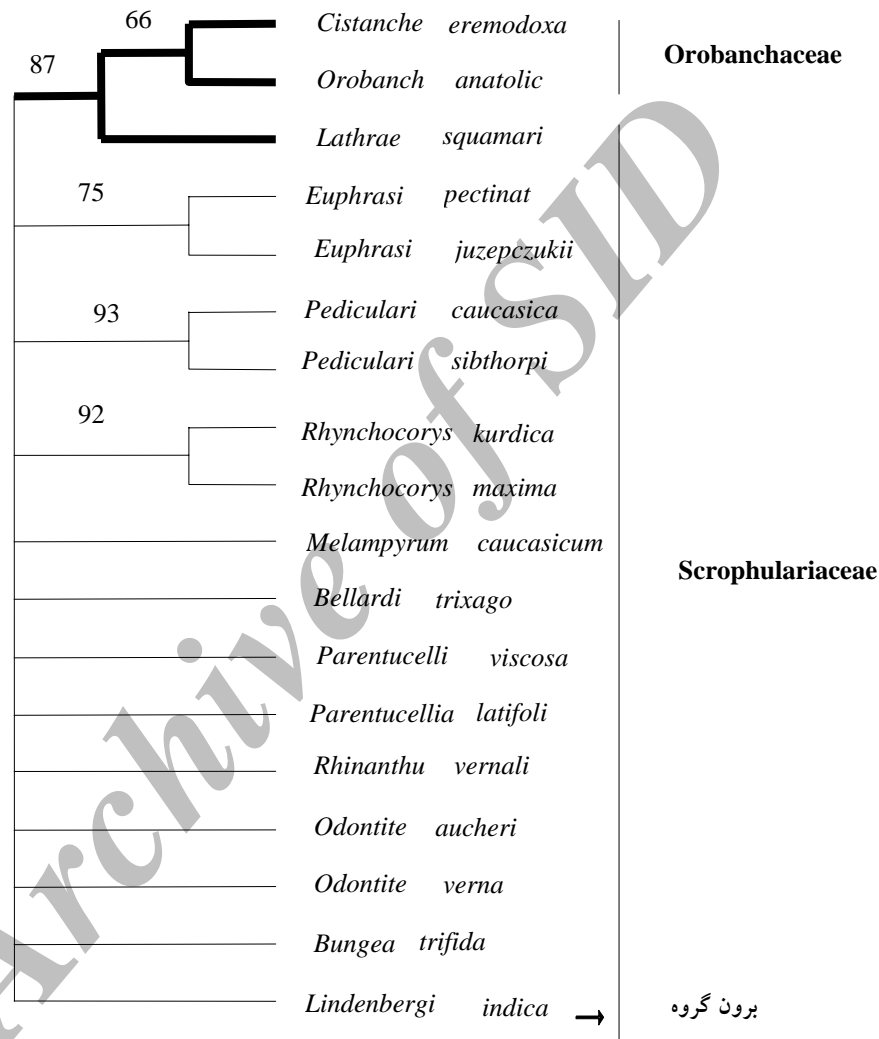 66
Cistanche eremodoxa
Orobanchaceae
87
Orobanch anatolic
Lathrae squamari
75
Euphrasi pectinat
Euphrasi juzepczukii
93
Pediculari caucasica
Pediculari sibthorpi
92
Rhynchocorys kurdica
Rhynchocorys maxima
Melampyrum caucasicum
Scrophulariaceae
Bellardi trixago
Parentucelli viscosa
Parentucellia latifoli
Rhinanthu vernali
Odontite aucheri
Odontite verna
Bungea trifida
Lindenbergi indica → برون گروه
Archive of SID